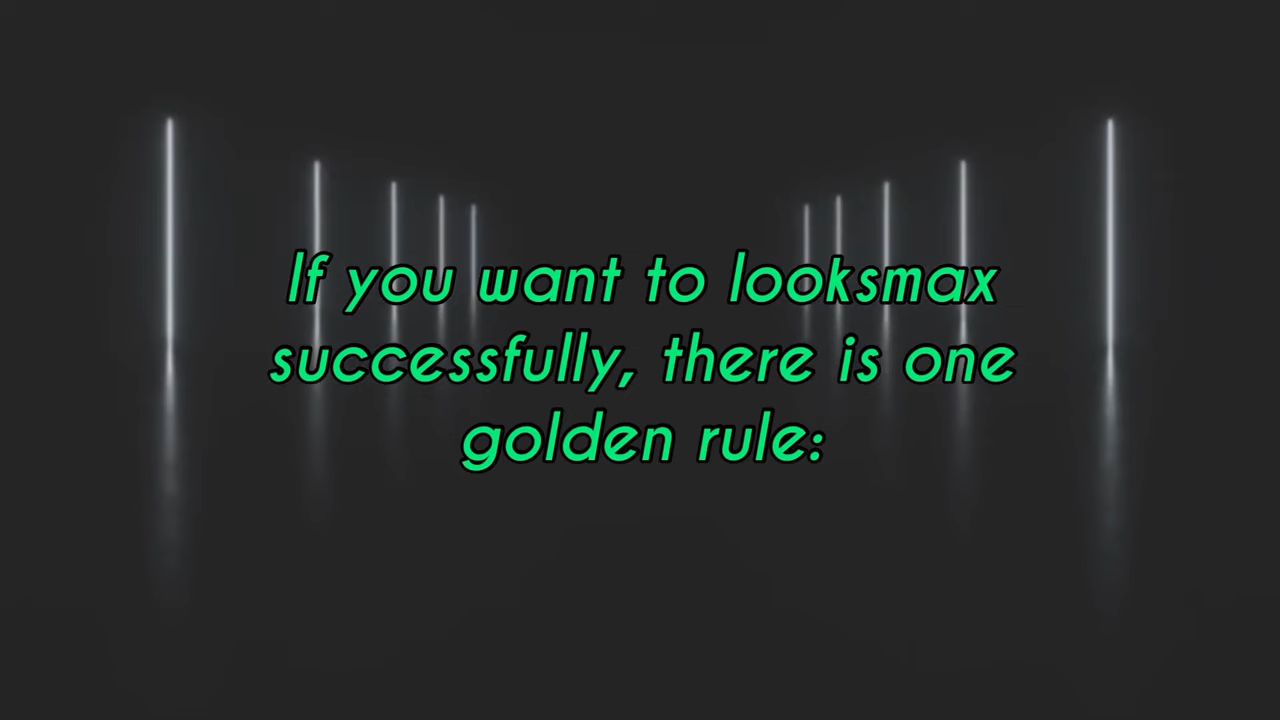 If you want to looksmax
successfully, there is one
golden rule: